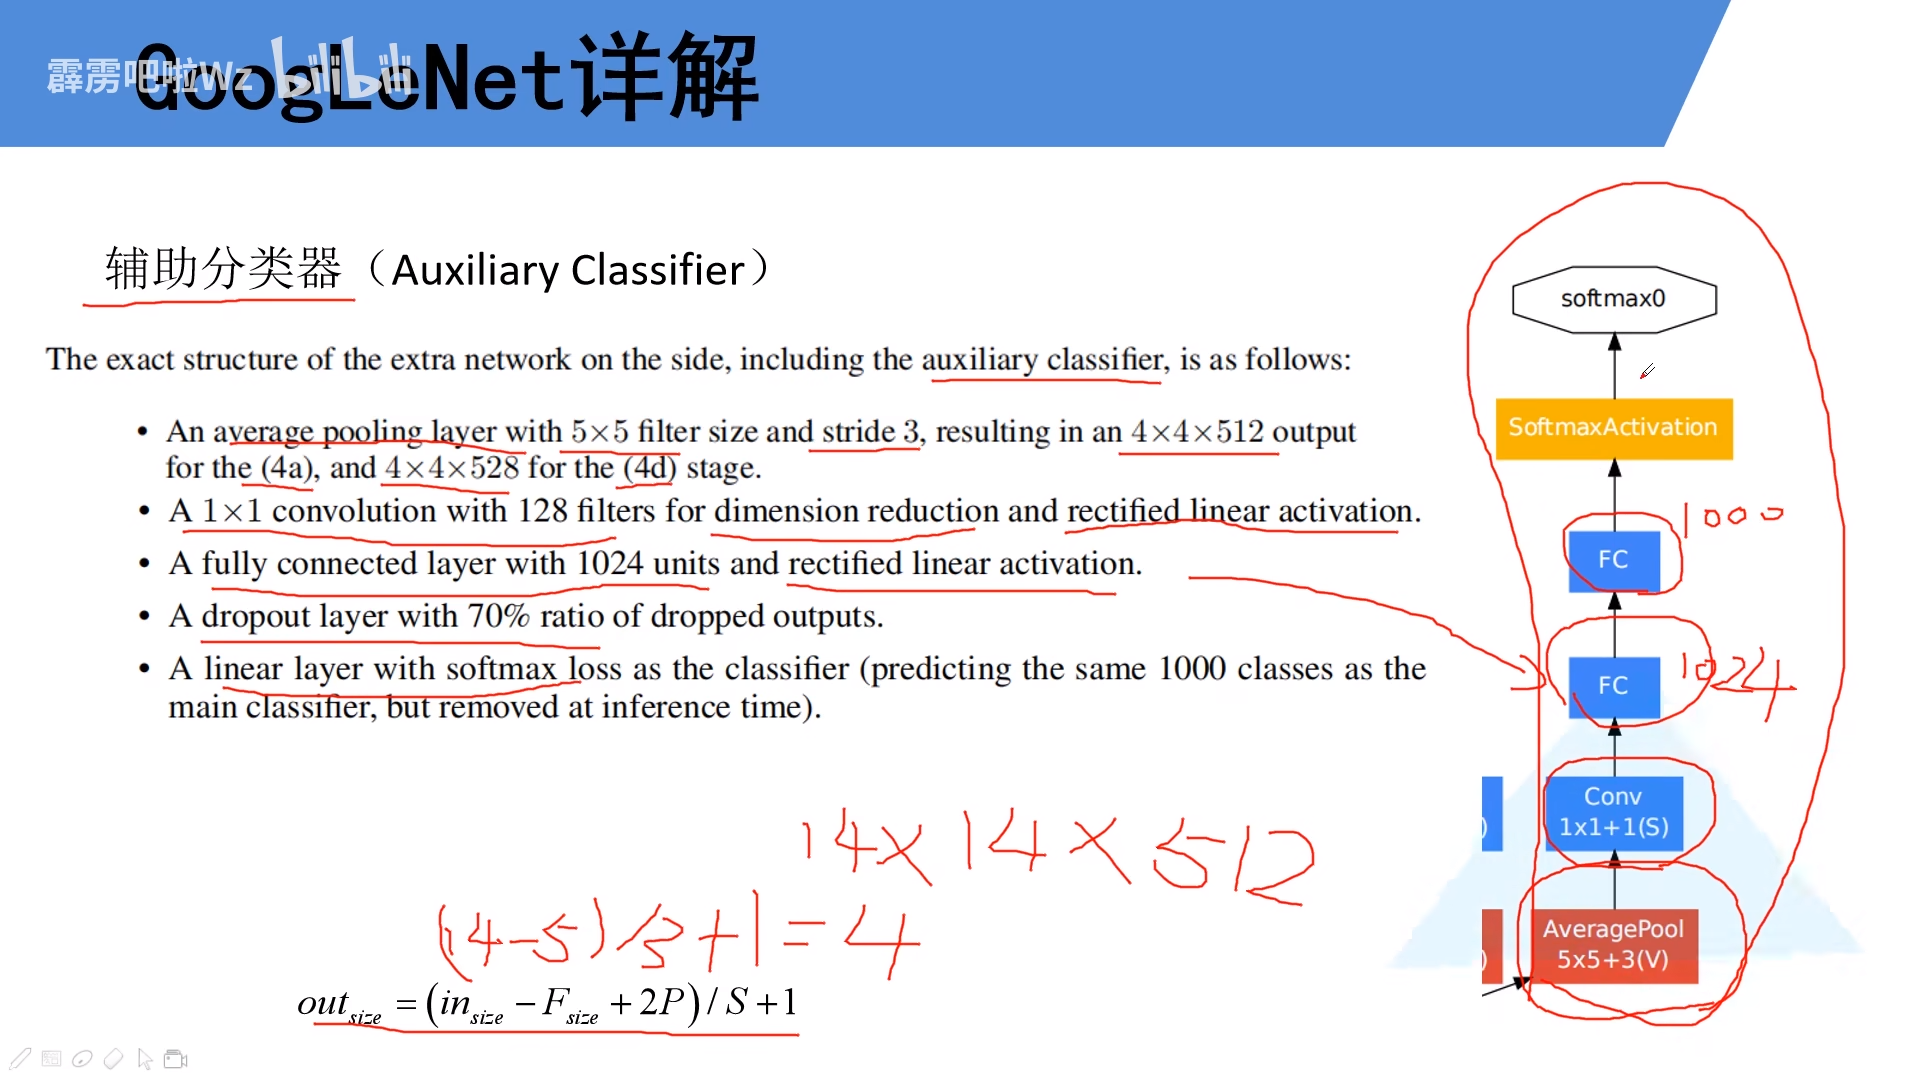 GoogLeNet详解
霹雳吧啦Wz bilibili
辅助分类器（Auxiliary Classifier）
The exact structure of the extra network on the side, including the auxiliary classifier, is as follows:
• An average pooling layer with 5×5 filter size and stride 3, resulting in an 4×4×512 output
for the (4a), and 4×4×528 for the (4d) stage.
• A 1×1 convolution with 128 filters for dimension reduction and rectified linear activation.
• A fully connected layer with 1024 units and rectified linear activation.
• A dropout layer with 70% ratio of dropped outputs.
• A linear layer with softmax loss as the classifier (predicting the same 1000 classes as the
main classifier, but removed at inference time).
14×14×512
(14-5)/3+1=4
out_size = (in_size − F_size + 2P) / S + 1
softmax0
SoftmaxActivation
1000
FC
1024
FC
Conv
1x1+1(S)
)
AveragePool
5x5+3(V)
)